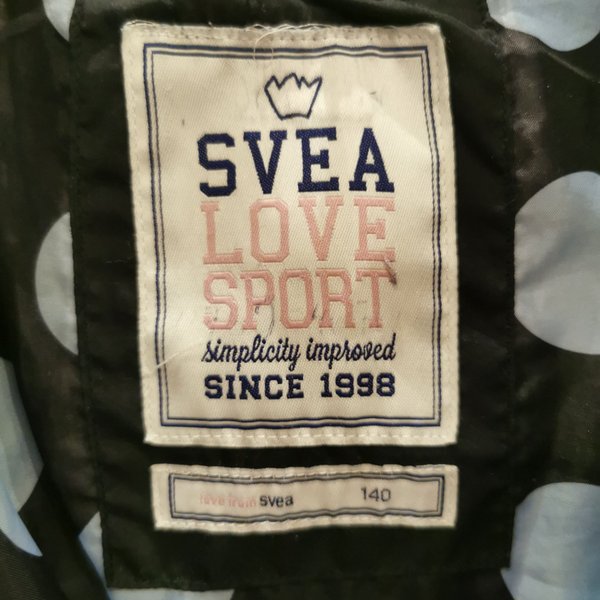 SVEA
LOVE
SPORT
simplicity improved
SINCE 1998
love from svea 140